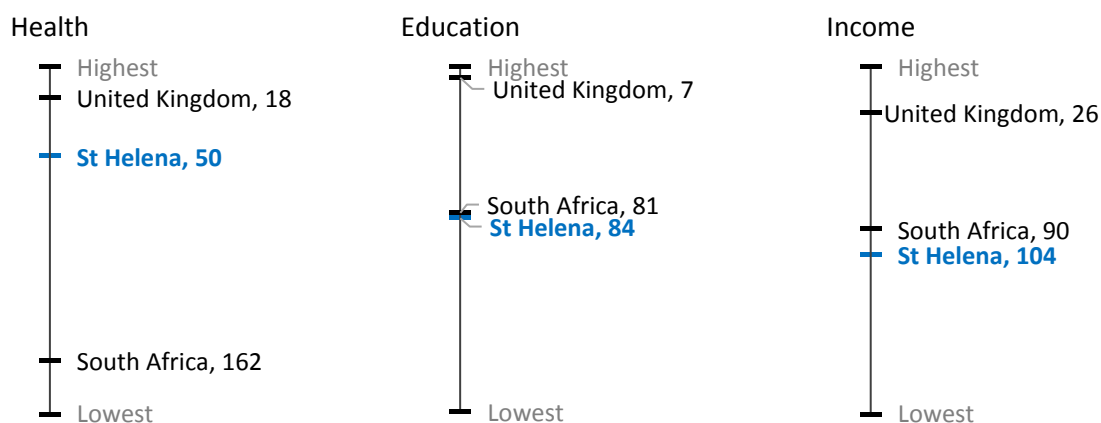 Health
Highest
United Kingdom, 18
St Helena, 50
South Africa, 162
Lowest
Education
Highest
United Kingdom, 7
South Africa, 81
St Helena, 84
Lowest
Income
Highest
United Kingdom, 26
South Africa, 90
St Helena, 104
Lowest